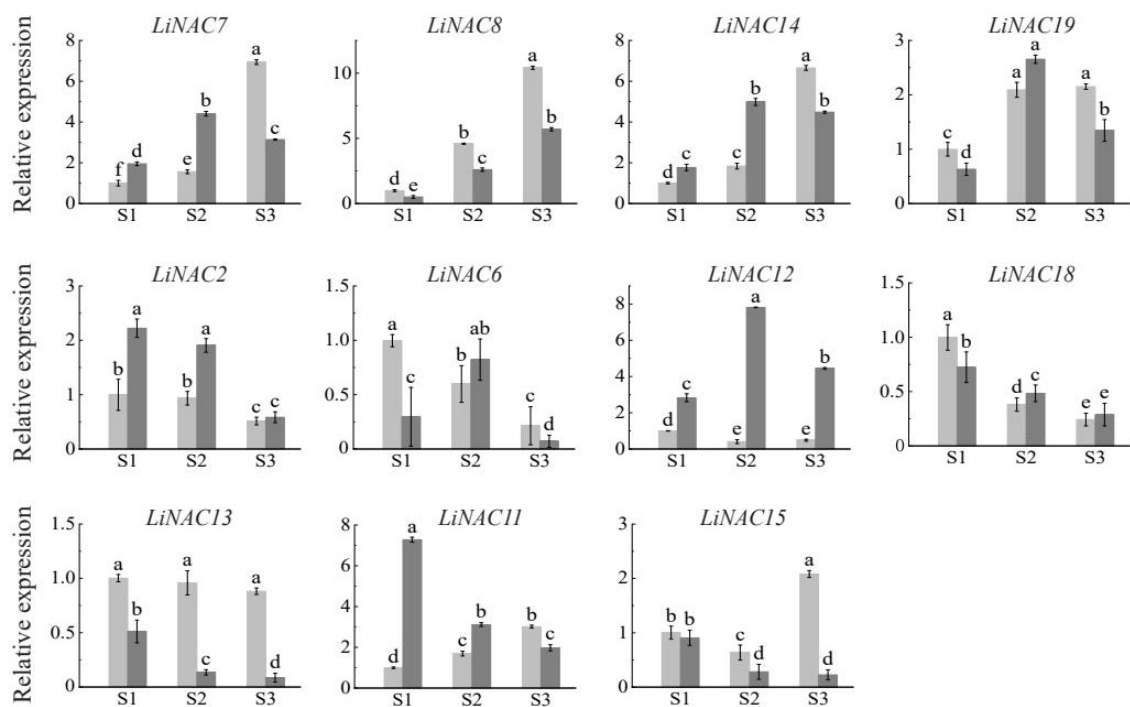 LiNAC7 LiNAC8 LiNAC14 LiNAC19
Relative expression
8 6 4 2 0
f d e b a c
S1 S2 S3
10 5 0
d e b c a b
S1 S2 S3
8 6 4 2 0
d c d b a c
S1 S2 S3
3 2 1 0
c d a a a b
S1 S2 S3
LiNAC2 LiNAC6 LiNAC12 LiNAC18
Relative expression
3 2 1 0
b a b a c c
S1 S2 S3
1.5 1.0 0.5 0
a c b ab c d
S1 S2 S3
8 6 4 2 0
d c e a e b
S1 S2 S3
1.5 1.0 0.5 0
a b d c e e
S1 S2 S3
LiNAC13 LiNAC11 LiNAC15
Relative expression
1.5 1.0 0.5 0
a b a c a d
S1 S2 S3
8 6 4 2 0
d a c b b c
S1 S2 S3
3 2 1 0
b b c d a d
S1 S2 S3